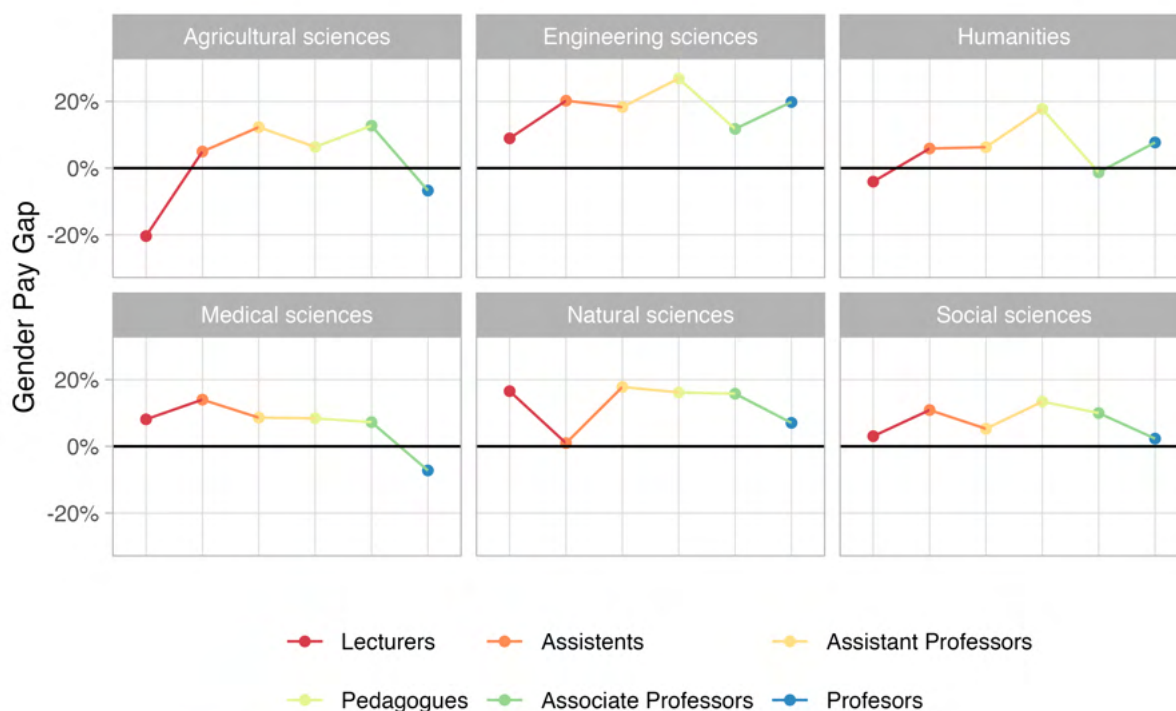 Agricultural sciences Engineering sciences Humanities
20%
0%
-20%
Gender Pay Gap
Medical sciences Natural sciences Social sciences
20%
0%
-20%
Lecturers Assistents Assistant Professors
Pedagogues Associate Professors Profesors